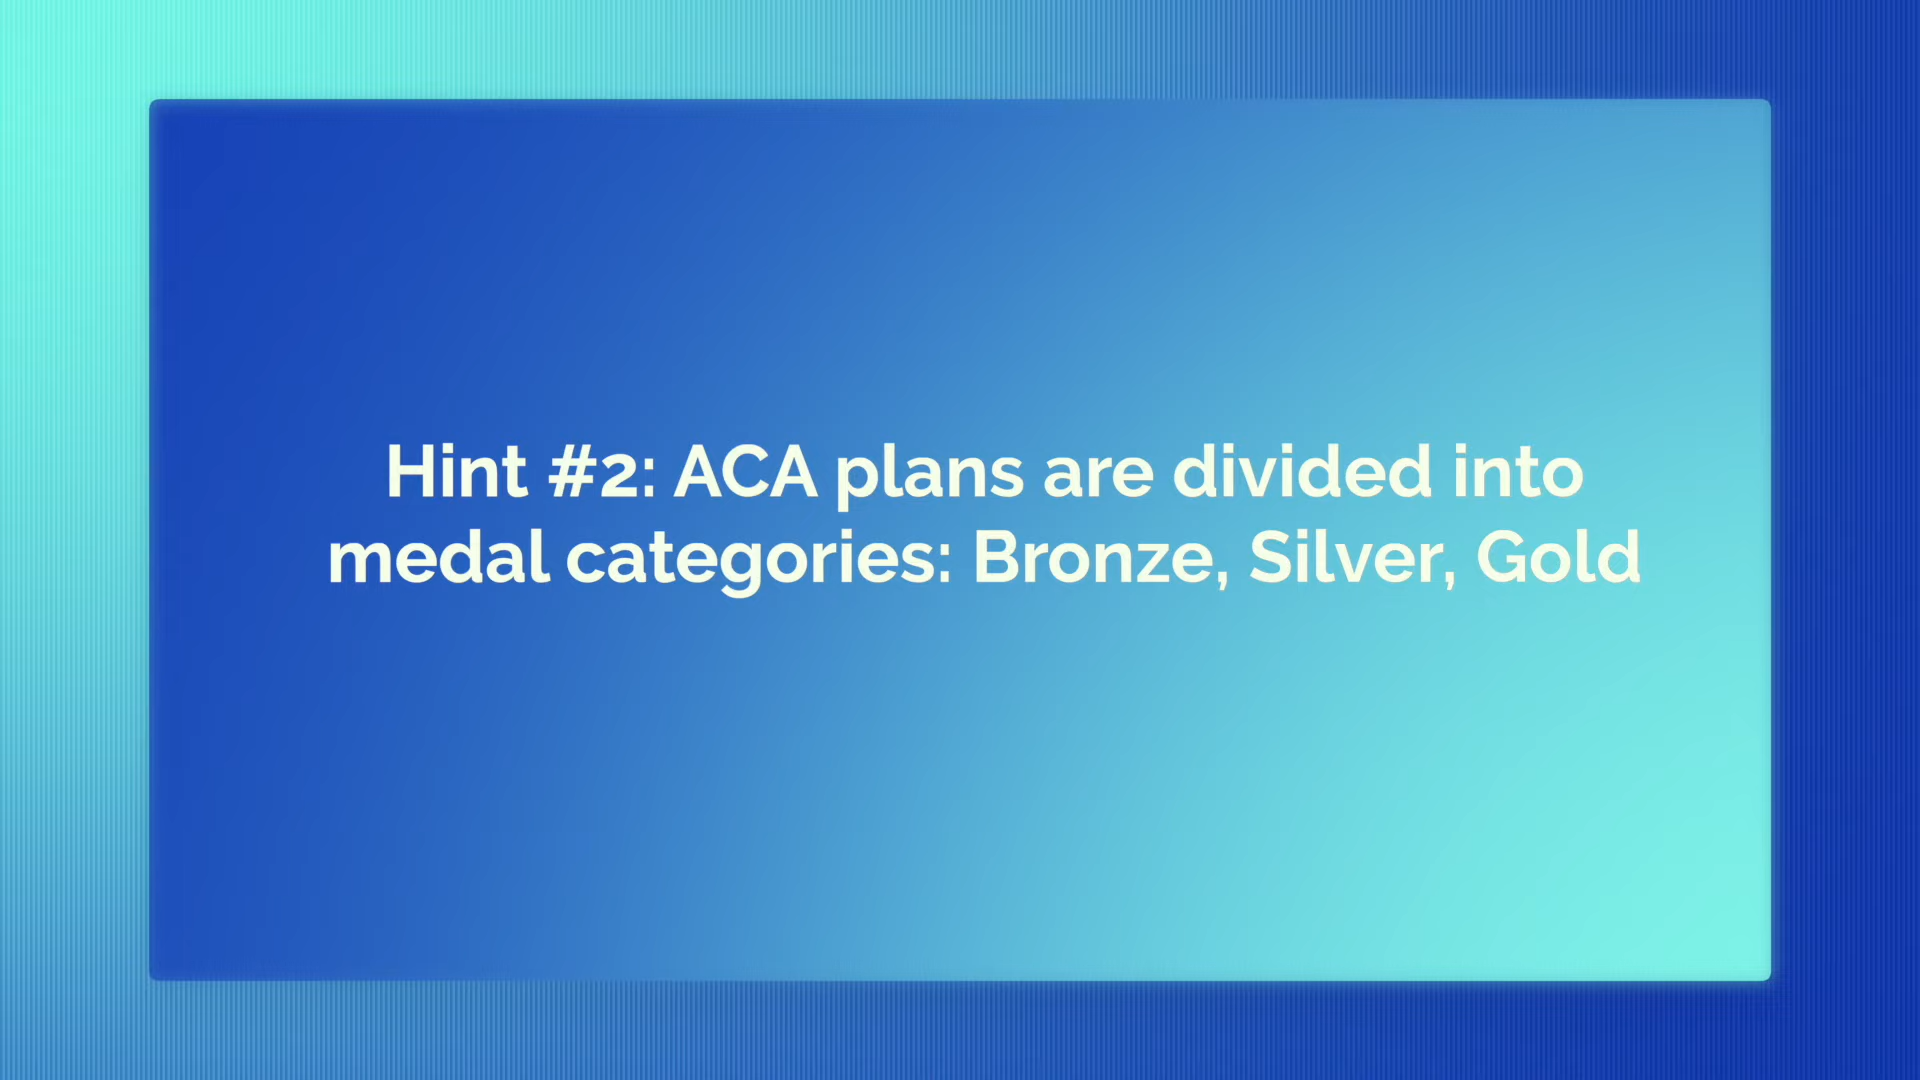 Hint #2: ACA plans are divided into
medal categories: Bronze, Silver, Gold